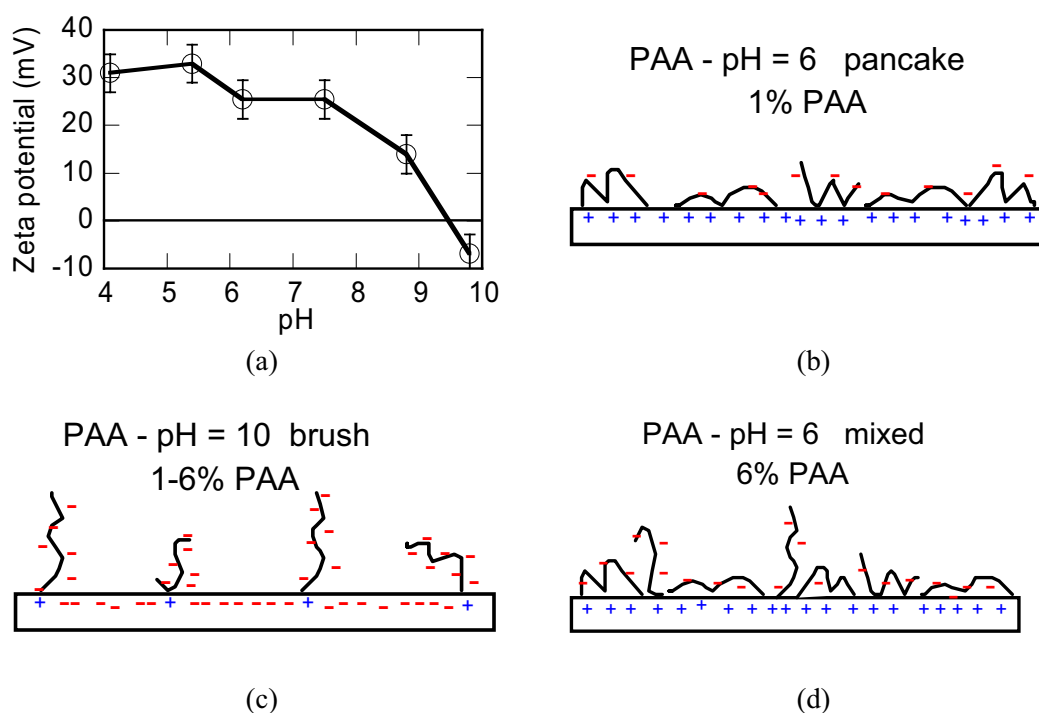 40
30
20
10
0
-10
Zeta potential (mV)
4 5 6 7 8 9 10
pH
(a)
PAA - pH = 6 pancake
1% PAA
(b)
PAA - pH = 10 brush
1-6% PAA
(c)
PAA - pH = 6 mixed
6% PAA
(d)